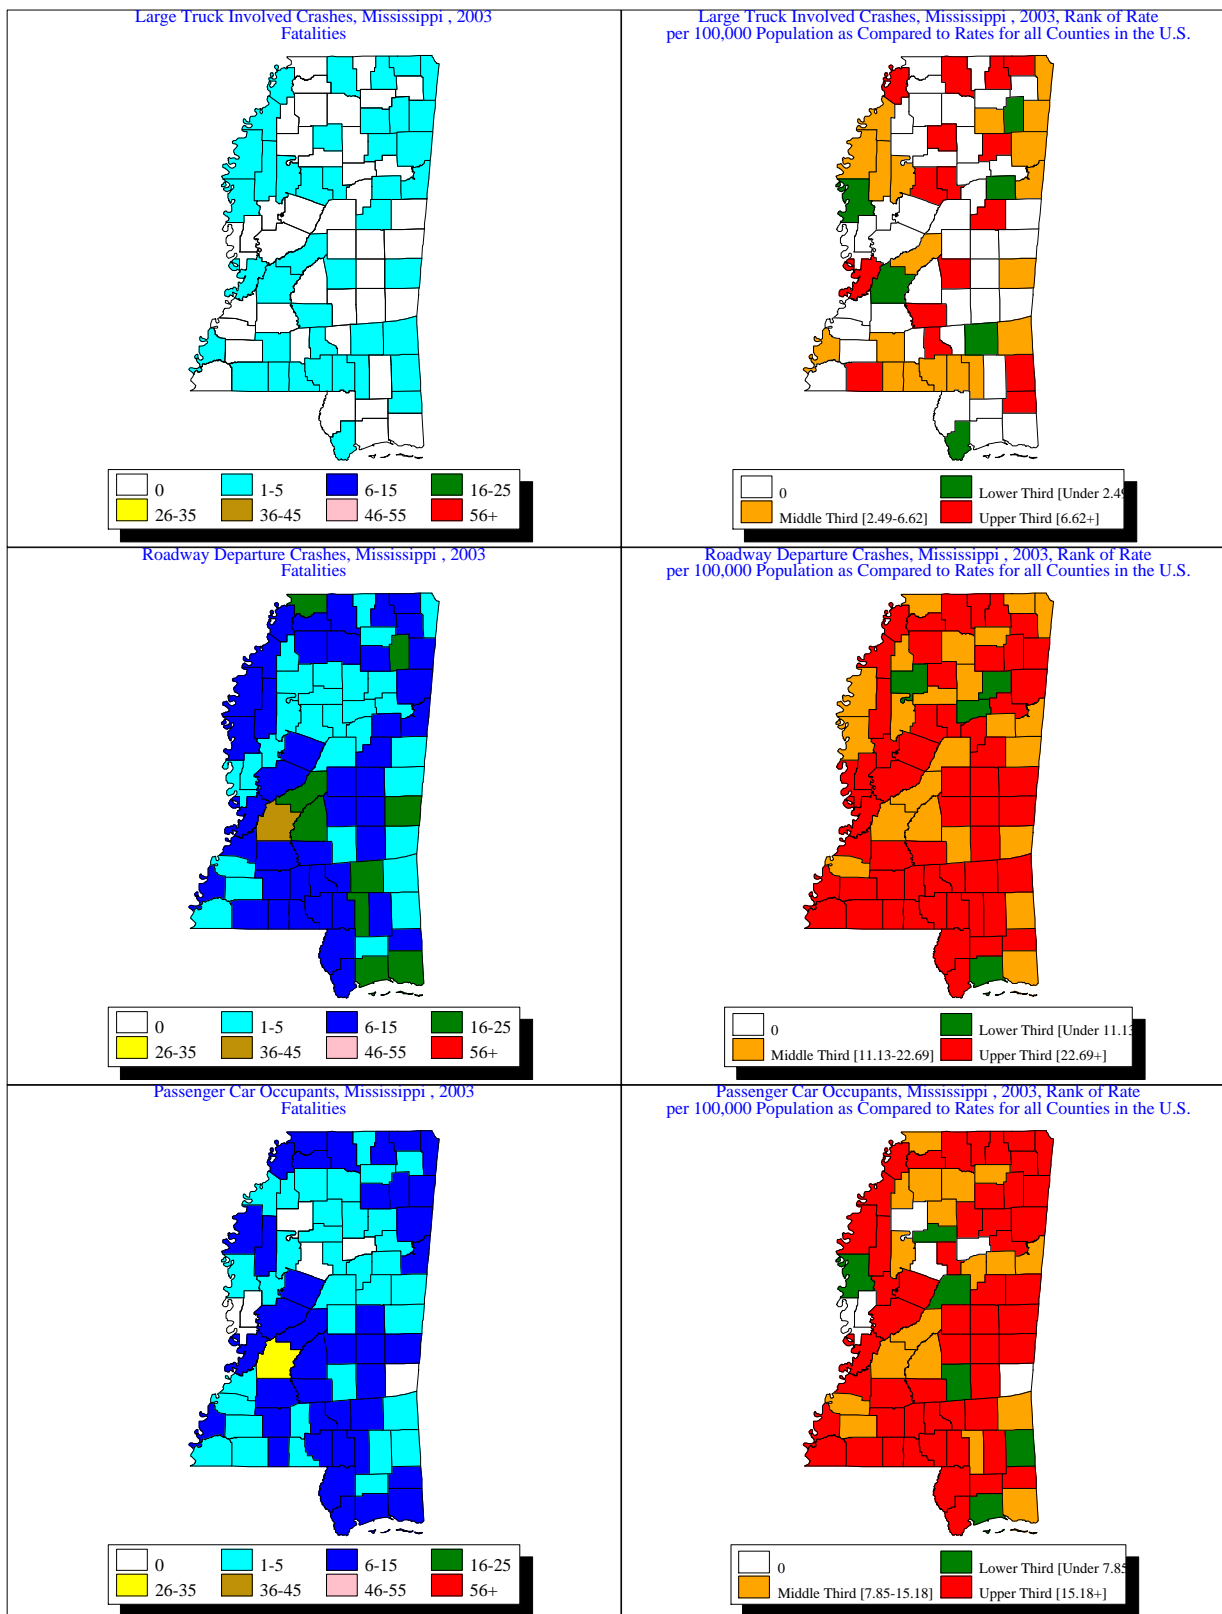 Large Truck Involved Crashes, Mississippi , 2003
Fatalities
0
1-5
6-15
16-25
26-35
36-45
46-55
56+
Large Truck Involved Crashes, Mississippi , 2003, Rank of Rate
per 100,000 Population as Compared to Rates for all Counties in the U.S.
0
Lower Third [Under 2.49
Middle Third [2.49-6.62]
Upper Third [6.62+]
Roadway Departure Crashes, Mississippi , 2003
Fatalities
0
1-5
6-15
16-25
26-35
36-45
46-55
56+
Roadway Departure Crashes, Mississippi , 2003, Rank of Rate
per 100,000 Population as Compared to Rates for all Counties in the U.S.
0
Lower Third [Under 11.13
Middle Third [11.13-22.69]
Upper Third [22.69+]
Passenger Car Occupants, Mississippi , 2003
Fatalities
0
1-5
6-15
16-25
26-35
36-45
46-55
56+
Passenger Car Occupants, Mississippi , 2003, Rank of Rate
per 100,000 Population as Compared to Rates for all Counties in the U.S.
0
Lower Third [Under 7.85
Middle Third [7.85-15.18]
Upper Third [15.18+]